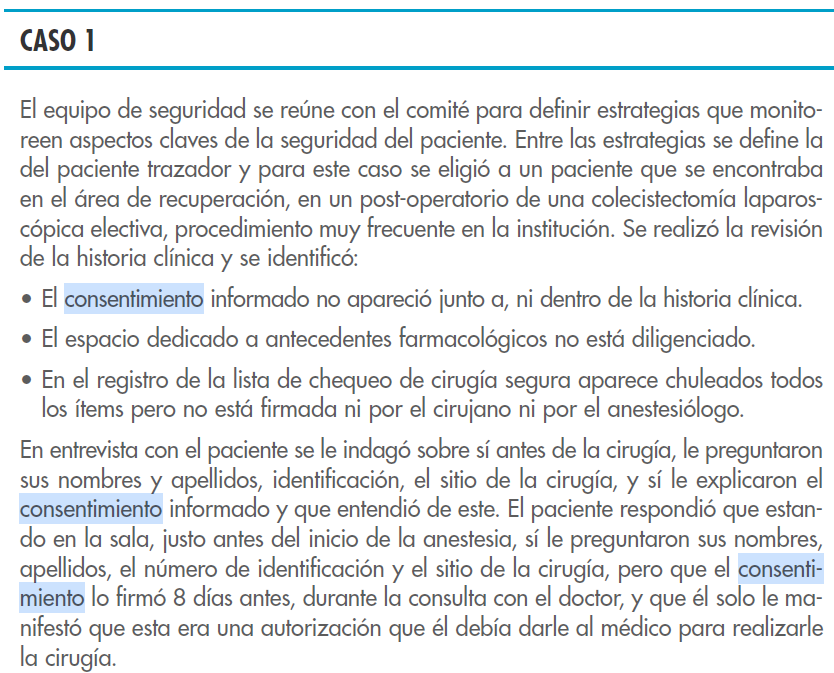 CASO 1
El equipo de seguridad se reúne con el comité para definir estrategias que monito-
reen aspectos claves de la seguridad del paciente. Entre las estrategias se define la
del paciente trazador y para este caso se eligió a un paciente que se encontraba
en el área de recuperación, en un post-operatorio de una colecistectomía laparos-
cópica electiva, procedimiento muy frecuente en la institución. Se realizó la revisión
de la historia clínica y se identificó:
• El consentimiento informado no apareció junto a, ni dentro de la historia clínica.
• El espacio dedicado a antecedentes farmacológicos no está diligenciado.
• En el registro de la lista de chequeo de cirugía segura aparece chuleados todos
los ítems pero no está firmada ni por el cirujano ni por el anestesiólogo.
En entrevista con el paciente se le indagó sobre sí antes de la cirugía, le preguntaron
sus nombres y apellidos, identificación, el sitio de la cirugía, y sí le explicaron el
consentimiento informado y que entendió de este. El paciente respondió que estan-
do en la sala, justo antes del inicio de la anestesia, sí le preguntaron sus nombres,
apellidos, el número de identificación y el sitio de la cirugía, pero que el consenti-
miento lo firmó 8 días antes, durante la consulta con el doctor, y que él solo le ma-
nifestó que esta era una autorización que él debía darle al médico para realizarle
la cirugía.